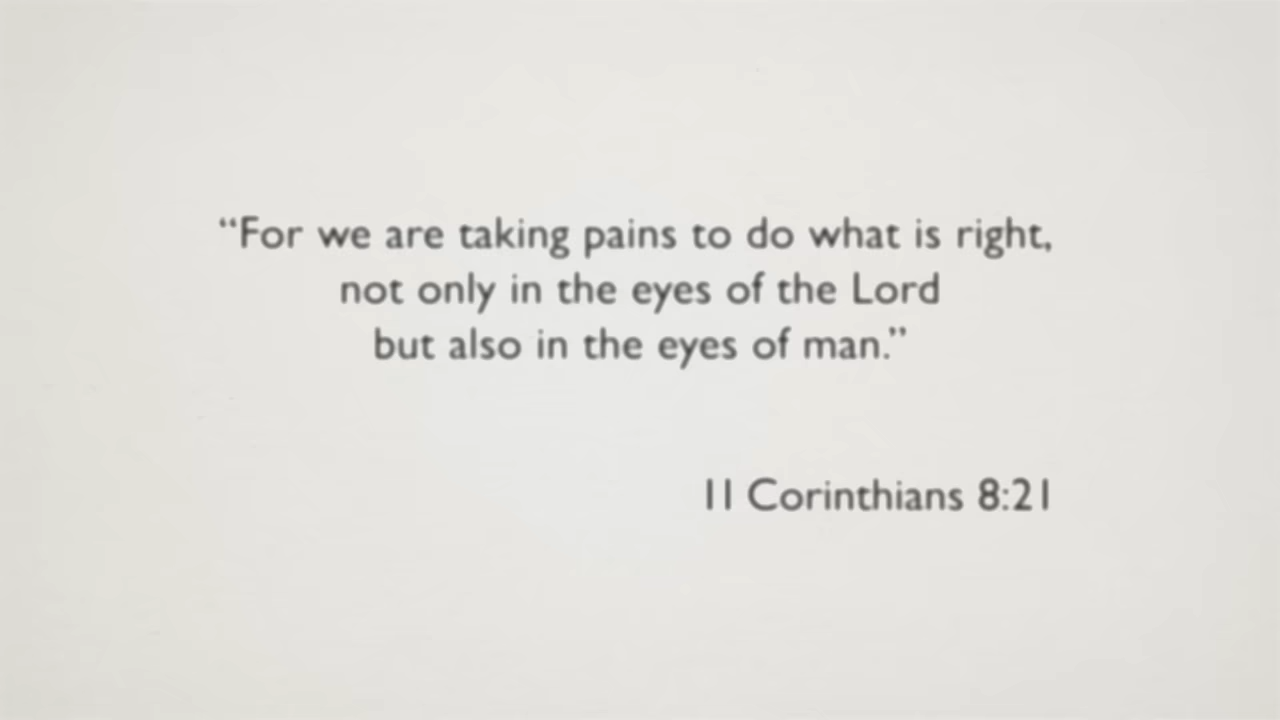 “For we are taking pains to do what is right,
not only in the eyes of the Lord
but also in the eyes of man.”
11 Corinthians 8:21